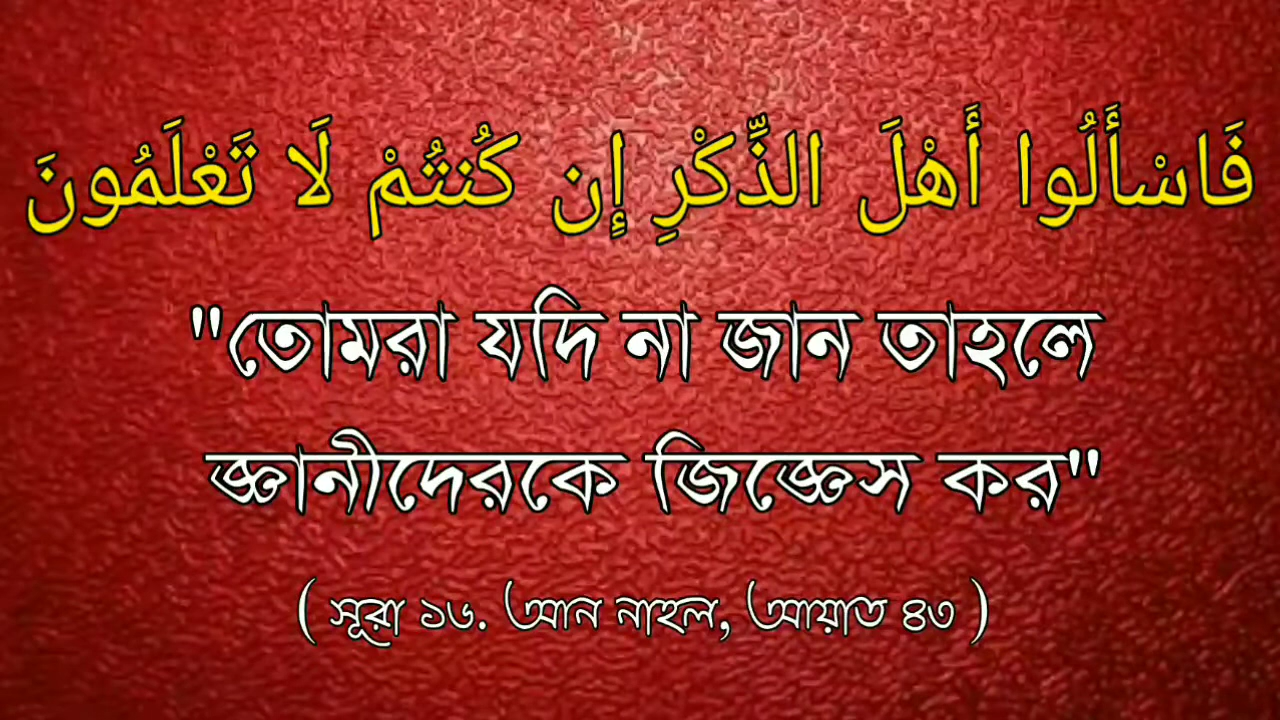 فَاسْأَلُوا أَهْلَ الذِّكْرِ إِن كُنتُمْ لَا تَعْلَمُونَ
"তোমরা যদি না জান তাহলে
জ্ঞানীদেরকে জিজ্ঞেস কর"
( সূরা ১৬. আন নাহল, আয়াত ৪৩ )